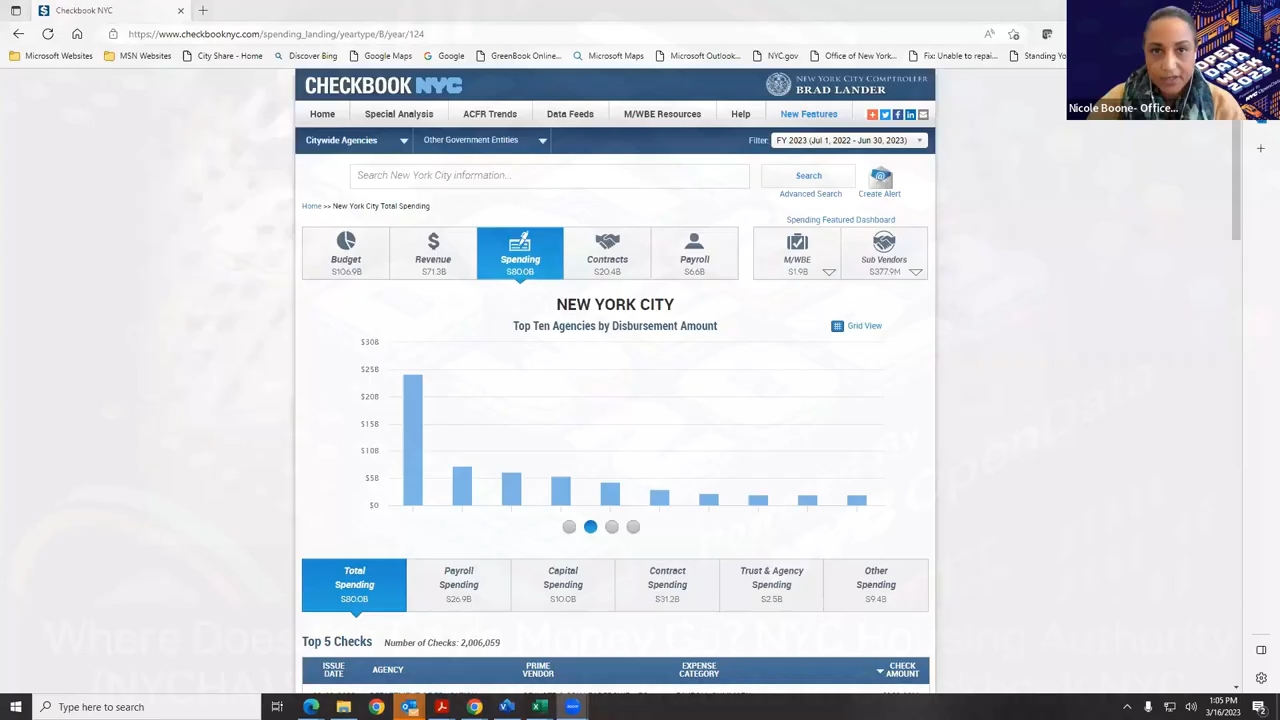 Checkbook NYC
https://www.checkbooknyc.com/spending_landing/yeartype/B/year/124
Microsoft Websites
MSN Websites
City Share - Home
Discover Bing
Google Maps
Google
GreenBook Online...
Microsoft Maps
Microsoft Outlook...
NYC.gov
Office of New York...
Fix: Unable to repai...
Standing Yo
OPEN DATA WEEK 2023
Nicole Boone- Office...
CHECKBOOK NYC
NEW YORK CITY COMPTROLLER
BRAD LANDER
Home
Special Analysis
ACFR Trends
Data Feeds
M/WBE Resources
Help
New Features
Citywide Agencies
Other Government Entities
Filter:
FY 2023 (Jul 1, 2022 - Jun 30, 2023)
Search New York City information...
Search
Advanced Search
Create Alert
Home >> New York City Total Spending
Spending Featured Dashboard
Budget
$106.9B
Revenue
$71.3B
Spending
$80.0B
Contracts
$20.4B
Payroll
$6.6B
M/WBE
$1.9B
Sub Vendors
$377.9M
NEW YORK CITY
Top Ten Agencies by Disbursement Amount
Grid View
$30B
$25B
$20B
$15B
$10B
$5B
$0
Total Spending
$80.0B
Payroll Spending
$26.9B
Capital Spending
$10.0B
Contract Spending
$31.2B
Trust & Agency Spending
$2.5B
Other Spending
$9.4B
Top 5 Checks
Number of Checks: 2,006,059
ISSUE DATE
AGENCY
PRIME VENDOR
EXPENSE CATEGORY
CHECK AMOUNT
Type here to search
1:05 PM
3/16/2023
2